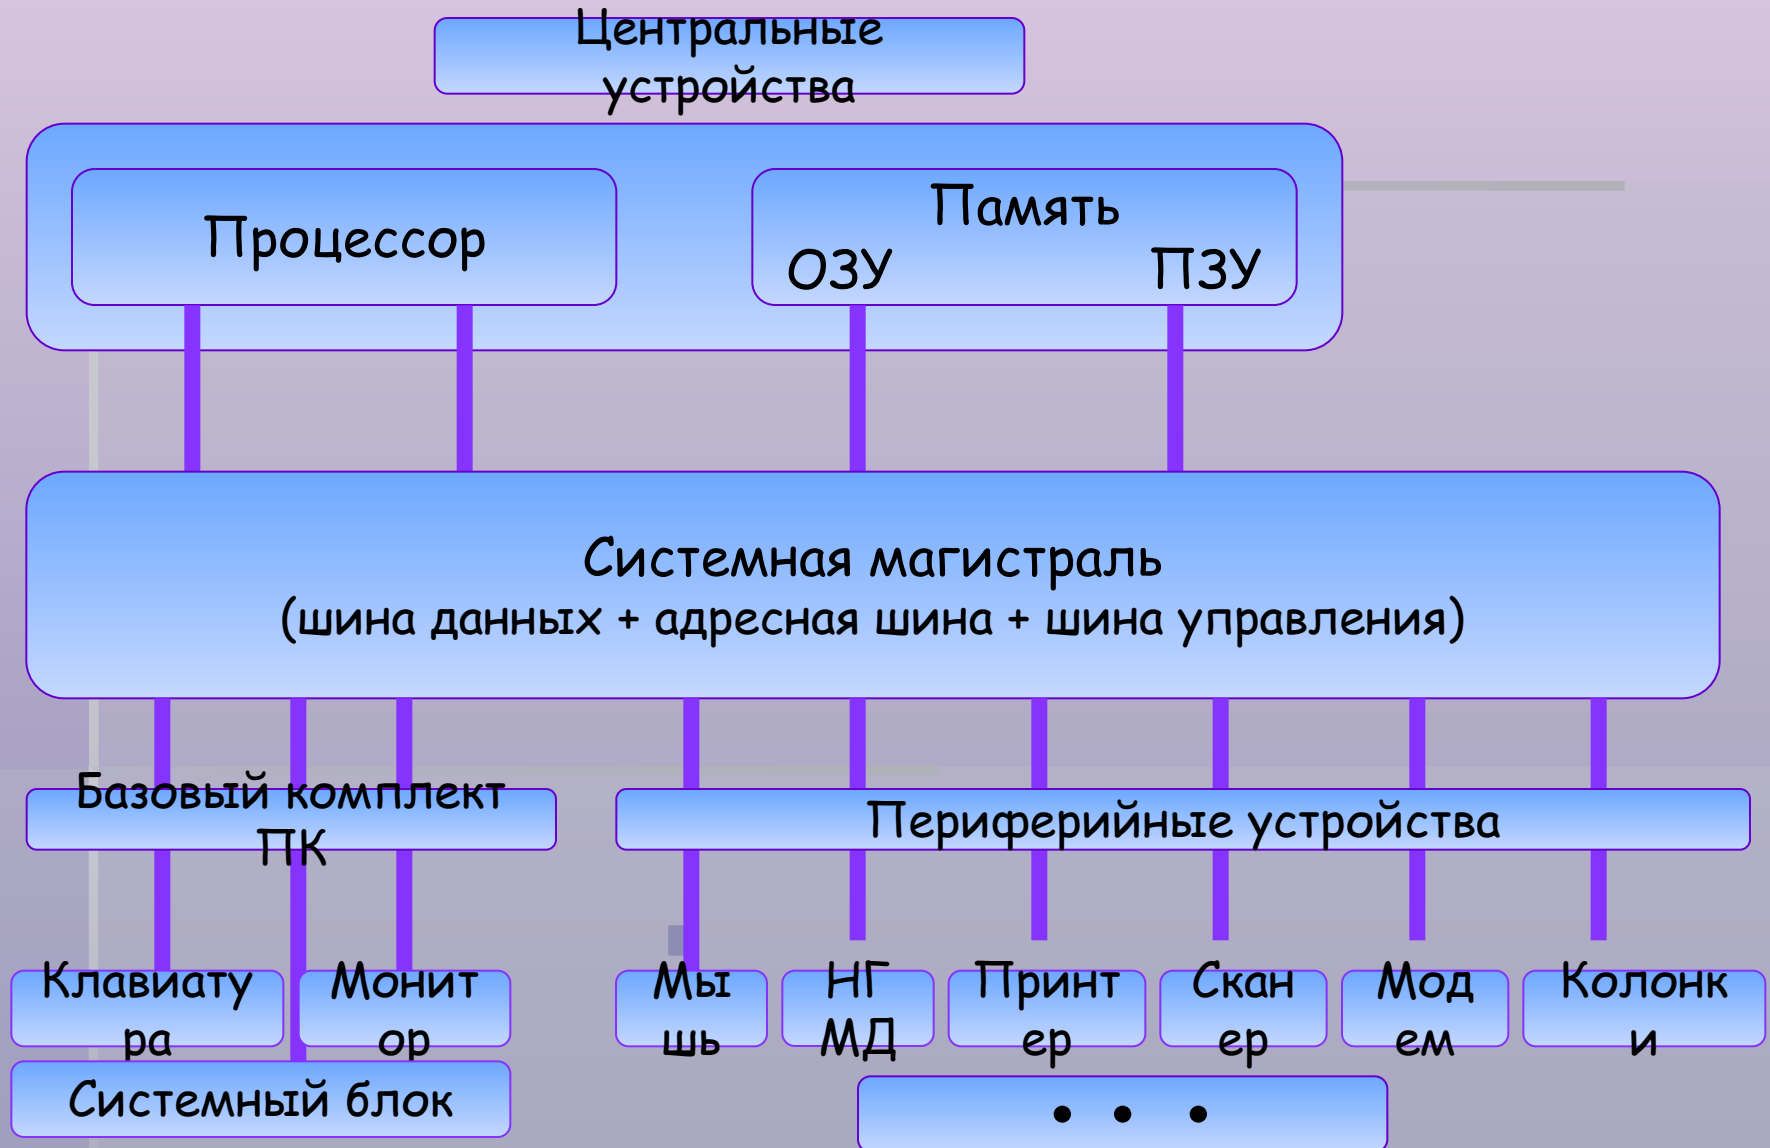 Центральные
устройства
Процессор
Память
ОЗУ ПЗУ
Системная магистраль
(шина данных + адресная шина + шина управления)
Базовый комплект
ПК
Периферийные устройства
Клавиату
ра
Монит
ор
Мы
шь
НГ
МД
Принт
ер
Скан
ер
Мод
ем
Колонк
и
Системный блок
• • •